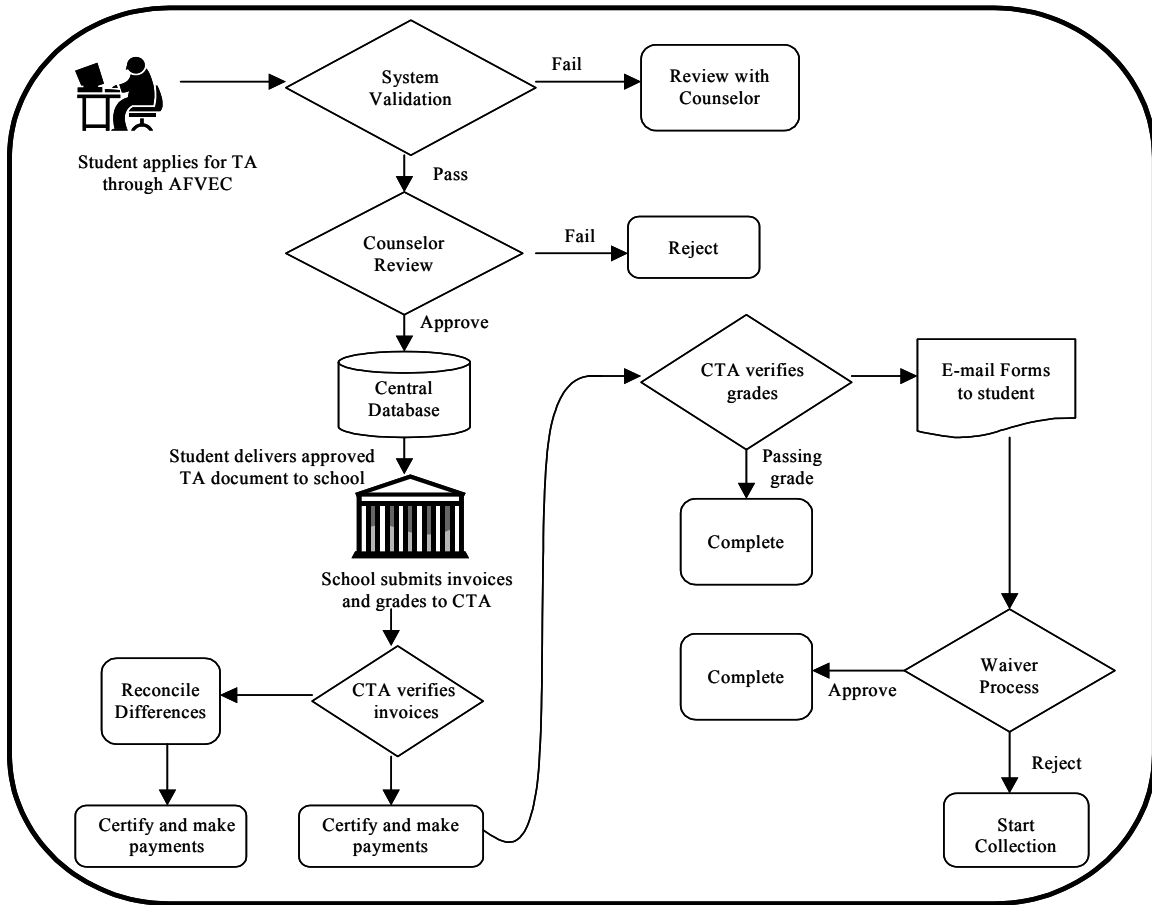 System
Validation
Fail
Review with
Counselor
Student applies for TA
through AFVEC
Pass
Counselor
Review
Fail
Reject
Approve
Central
Database
Student delivers approved
TA document to school
School submits invoices
and grades to CTA
CTA verifies
invoices
Reconcile
Differences
Certify and make
payments
Certify and make
payments
CTA verifies
grades
E-mail Forms
to student
Passing
grade
Complete
Waiver
Process
Approve
Complete
Reject
Start
Collection